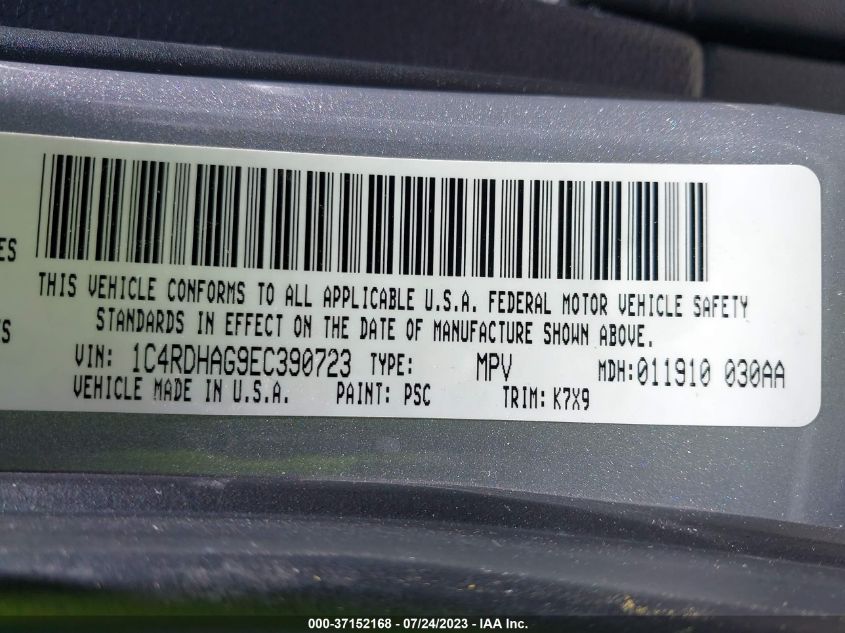 ES
THIS VEHICLE CONFORMS TO ALL APPLICABLE U.S.A. FEDERAL MOTOR VEHICLE SAFETY
S
STANDARDS IN EFFECT ON THE DATE OF MANUFACTURE SHOWN ABOVE.
VIN: 1C4RDHAG9EC390723 TYPE: MPV MDH:011910 030AA
VEHICLE MADE IN U.S.A. PAINT: PSC TRIM: K7X9
000-37152168 - 07/24/2023 - IAA Inc.